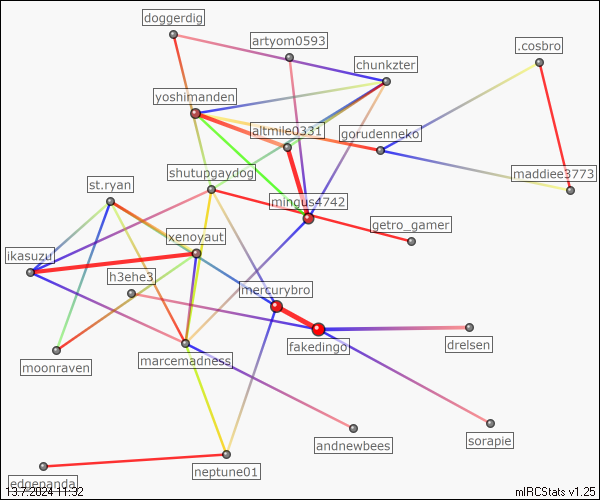 doggerdig
artyom0593
.cosbro
chunkzter
yoshimanden
altmile0331
gorudenneko
shutupgaydog
maddiee3773
st.ryan
mingus4742
getro_gamer
xenoyaut
ikasuzu
h3ehe3
mercurybro
fakedingo
drelsen
marcemadness
moonraven
andnewbees
sorapie
neptune01
edgepanda
13.7.2024 11:32
mIRCStats v1.25